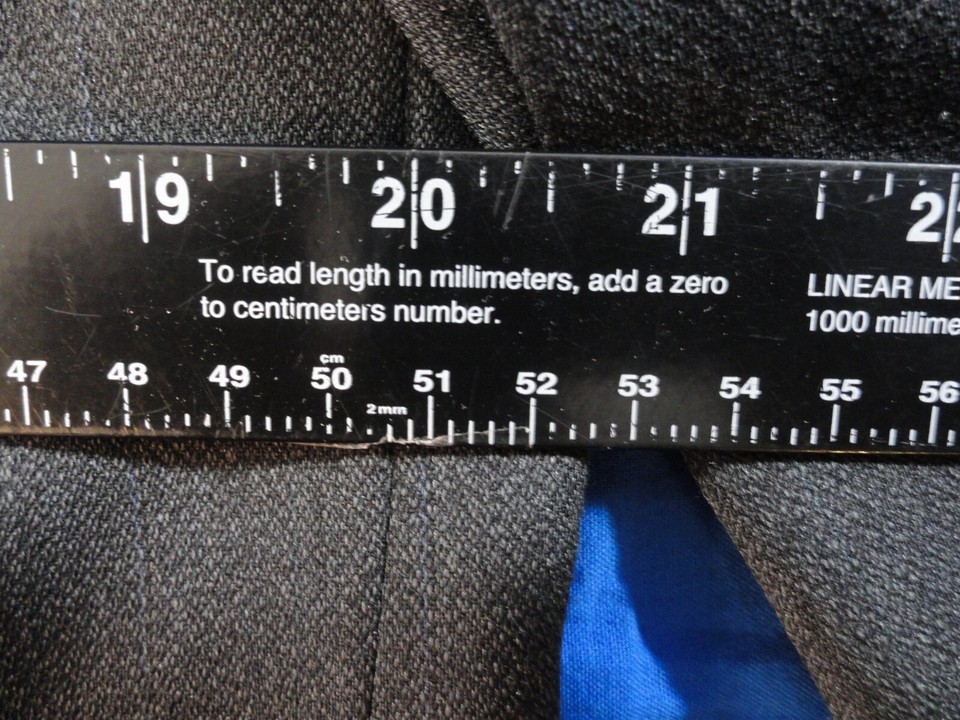 19 20 21 22
To read length in millimeters, add a zero
to centimeters number.
LINEAR ME
1000 millime
cm
47 48 49 50 51 52 53 54 55 56
2mm